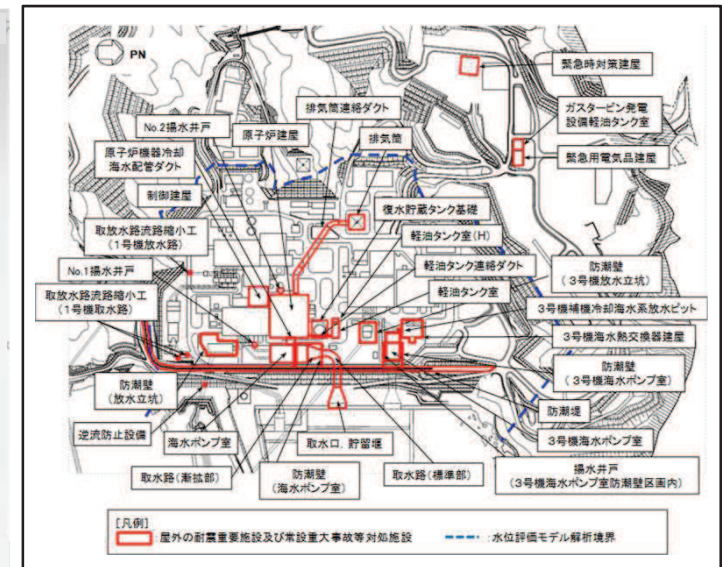 PN
緊急時対策建屋
排気筒連絡ダクト
ガスタービン発電
設備軽油タンク室
No.2揚水井戸
原子炉建屋
排気筒
原子炉機器冷却
海水配管ダクト
緊急用電気品建屋
制御建屋
復水貯蔵タンク基礎
取放水路流路縮小工
(1号機放水路)
軽油タンク室(H)
軽油タンク連絡ダクト
防潮壁
(3号機放水立坑)
No.1揚水井戸
軽油タンク室
取放水路流路縮小工
(1号機取水路)
3号機補機冷却海水系放水ピット
3号機海水熱交換器建屋
防潮壁
(3号機海水ポンプ室)
防潮壁
(放水立坑)
防潮堤
逆流防止設備
海水ポンプ室
取水口,貯留堰
3号機海水ポンプ室
取水路(漸拡部)
防潮壁
(海水ポンプ室)
取水路(標準部)
揚水井戸
(3号機海水ポンプ室防潮壁区画内)
[凡例]
:屋外の耐震重要施設及び常設重大事故等対処施設
:水位評価モデル解析境界